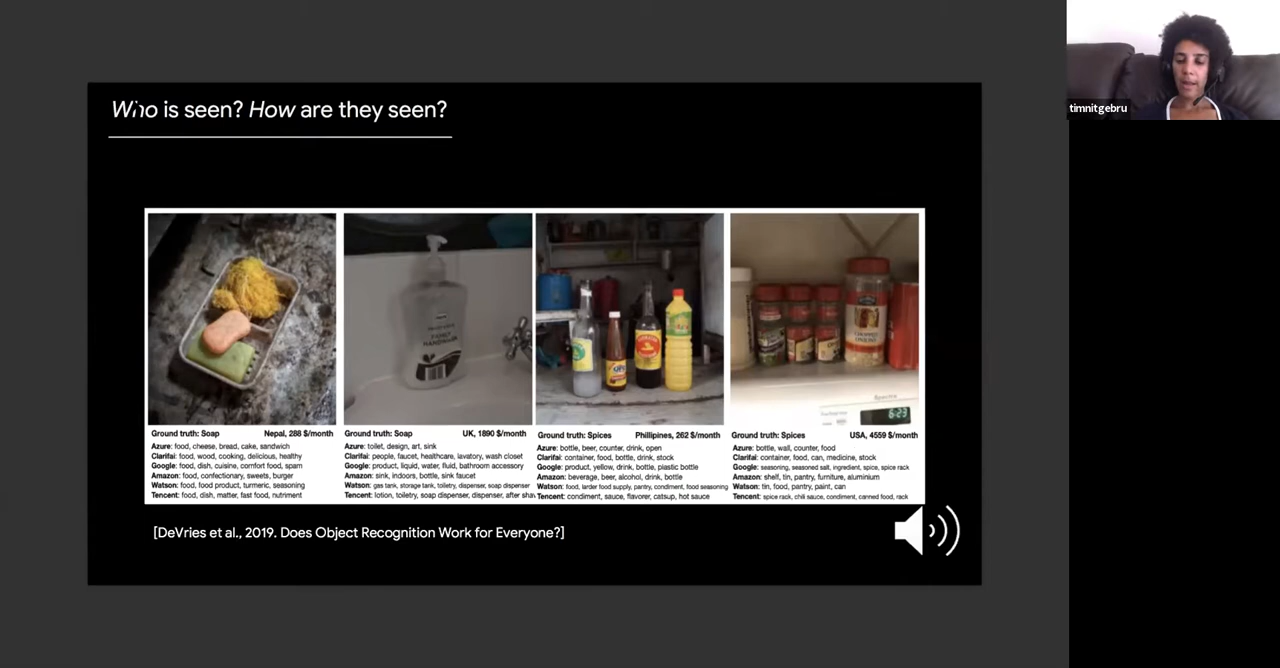 Who is seen? How are they seen?
timnitgebru
FAMILY
HANDWASH
CHOPPED
ONIONS
6:23
Ground truth: Soap Nepal, 288 $/month
Azure: food, cheese, bread, cake, sandwich
Clarifai: food, wood, cooking, delicious, healthy
Google: food, dish, cuisine, comfort food, spam
Amazon: food, confectionary, sweets, burger
Watson: food, food product, turmeric, seasoning
Tencent: food, dish, matter, fast food, nutriment
Ground truth: Soap UK, 1890 $/month
Azure: toilet, design, art, sink
Clarifai: people, faucet, healthcare, lavatory, wash closet
Google: product, liquid, water, fluid, bathroom accessory
Amazon: sink, indoors, bottle, sink faucet
Watson: gas tank, storage tank, toiletry, dispenser, soap dispenser
Tencent: lotion, toiletry, soap dispenser, dispenser, after shav
Ground truth: Spices Phillipines, 262 $/month
Azure: bottle, beer, counter, drink, open
Clarifai: container, food, bottle, drink, stock
Google: product, yellow, drink, bottle, plastic bottle
Amazon: beverage, beer, alcohol, drink, bottle
Watson: food, larder food supply, pantry, condiment, food seasoning
Tencent: condiment, sauce, flavorer, catsup, hot sauce
Ground truth: Spices USA, 4559 $/month
Azure: bottle, wall, counter, food
Clarifai: container, food, can, medicine, stock
Google: seasoning, seasoned salt, ingredient, spice, spice rack
Amazon: shelf, tin, pantry, furniture, aluminium
Watson: tin, food, pantry, paint, can
Tencent: spice rack, chili sauce, condiment, canned food, rack
[DeVries et al., 2019. Does Object Recognition Work for Everyone?]